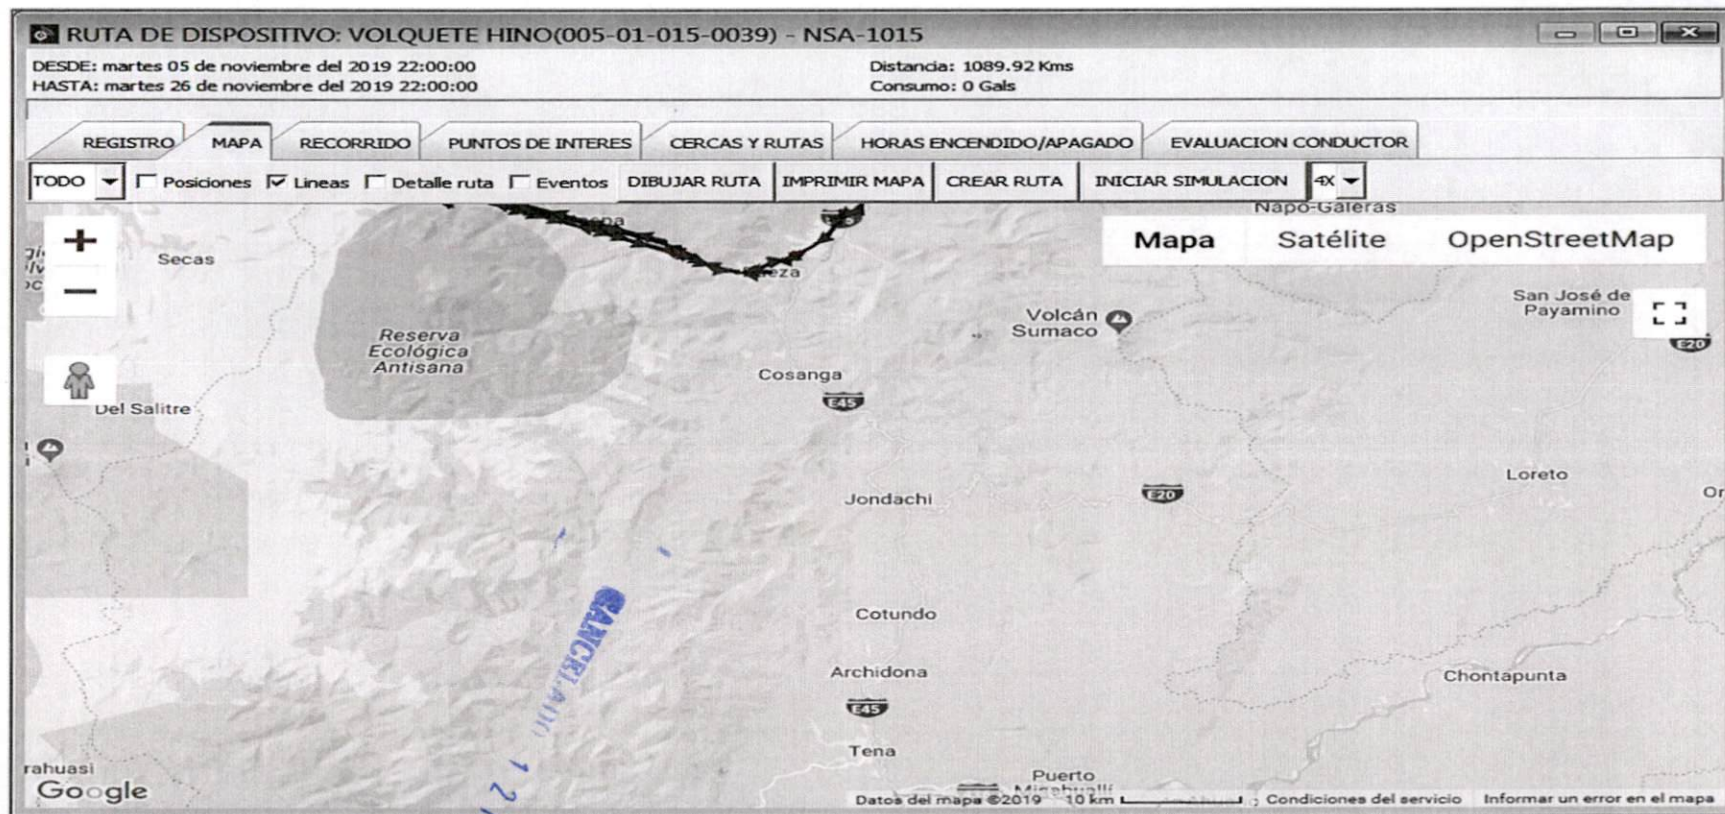 RUTA DE DISPOSITIVO: VOLQUETE HINO(005-01-015-0039) - NSA-1015
DESDE: martes 05 de noviembre del 2019 22:00:00
HASTA: martes 26 de noviembre del 2019 22:00:00
Distancia: 1089.92 Kms
Consumo: 0 Gals
REGISTRO MAPA RECORRIDO PUNTOS DE INTERES CERCAS Y RUTAS HORAS ENCENDIDO/APAGADO EVALUACION CONDUCTOR
TODO Posiciones Lineas Detalle ruta Eventos DIBUJAR RUTA IMPRIMIR MAPA CREAR RUTA INICIAR SIMULACION 4X
Napo-Galeras
Mapa Satélite OpenStreetMap
Secas
San José de
Payamino
Volcán
Sumaco
Reserva
Ecológica
Antisana
E20
Cosanga
E45
Del Salitre
Loreto
Jondachi
E20
Cotundo
CANCELADO
Archidona
Chontapunta
E45
Tena
rahuasi
Puerto
Google
Datos del mapa ©2019 10 km Condiciones del servicio Informar un error en el mapa